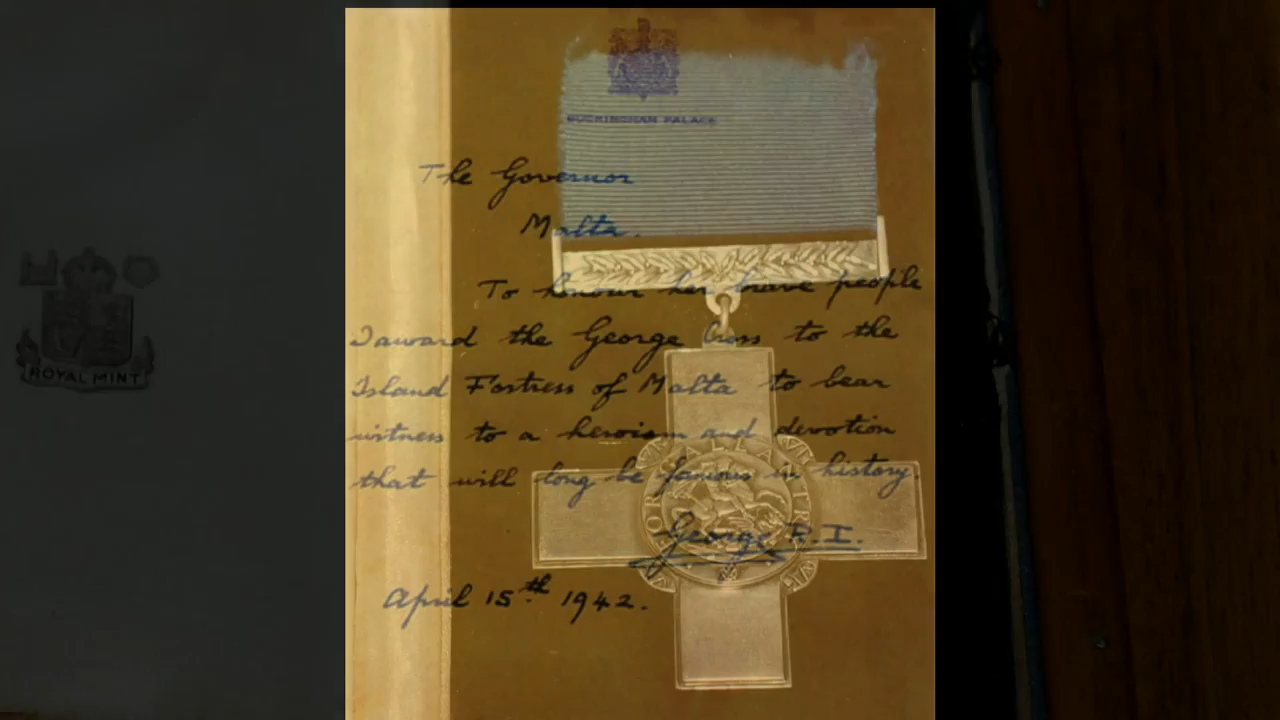 BUCKINGHAM PALACE
The Governor
Malta.
To honour her brave people
I award the George Cross to the
Island Fortress of Malta to bear
witness to a heroism and devotion
that will long be famous in history.
George R.I.
April 15th 1942.
ROYAL MINT
FOR GALLANTRY